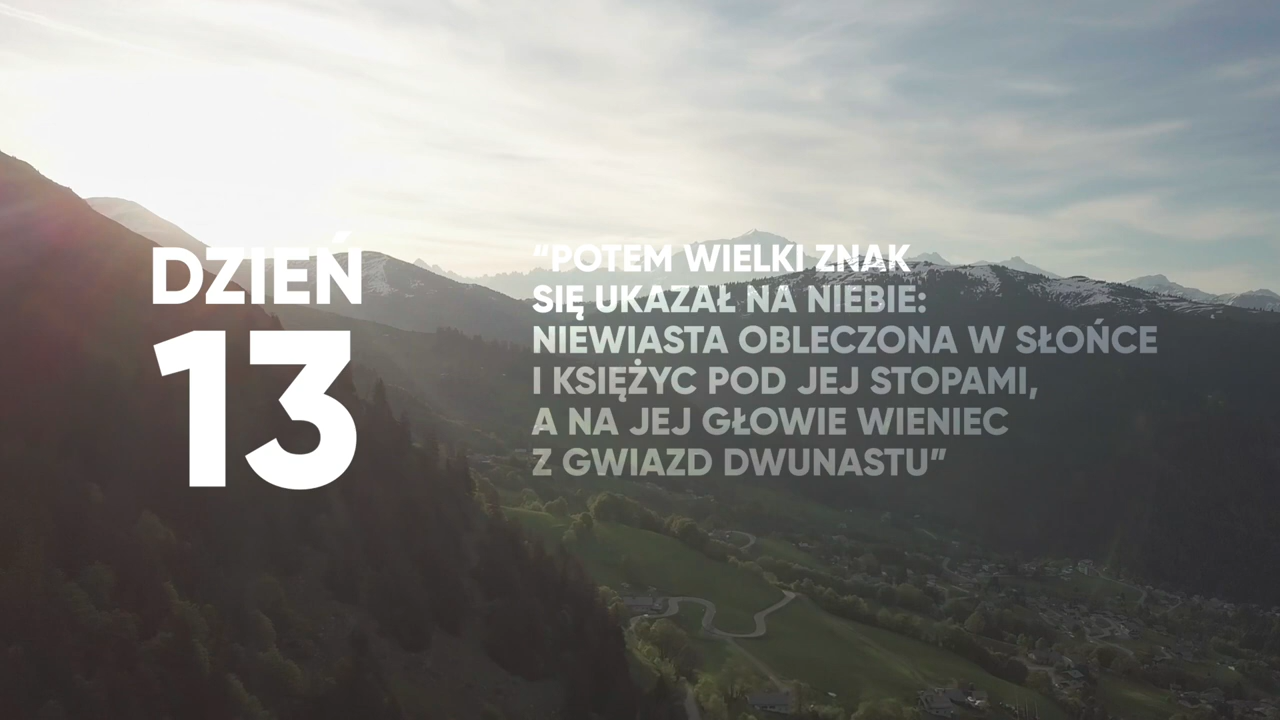 DZIEŃ
13
“POTEM WIELKI ZNAK
SIĘ UKAZAŁ NA NIEBIE:
NIEWIASTA OBLECZONA W SŁOŃCE
I KSIĘŻYC POD JEJ STOPAMI,
A NA JEJ GŁOWIE WIENIEC
Z GWIAZD DWUNASTU”